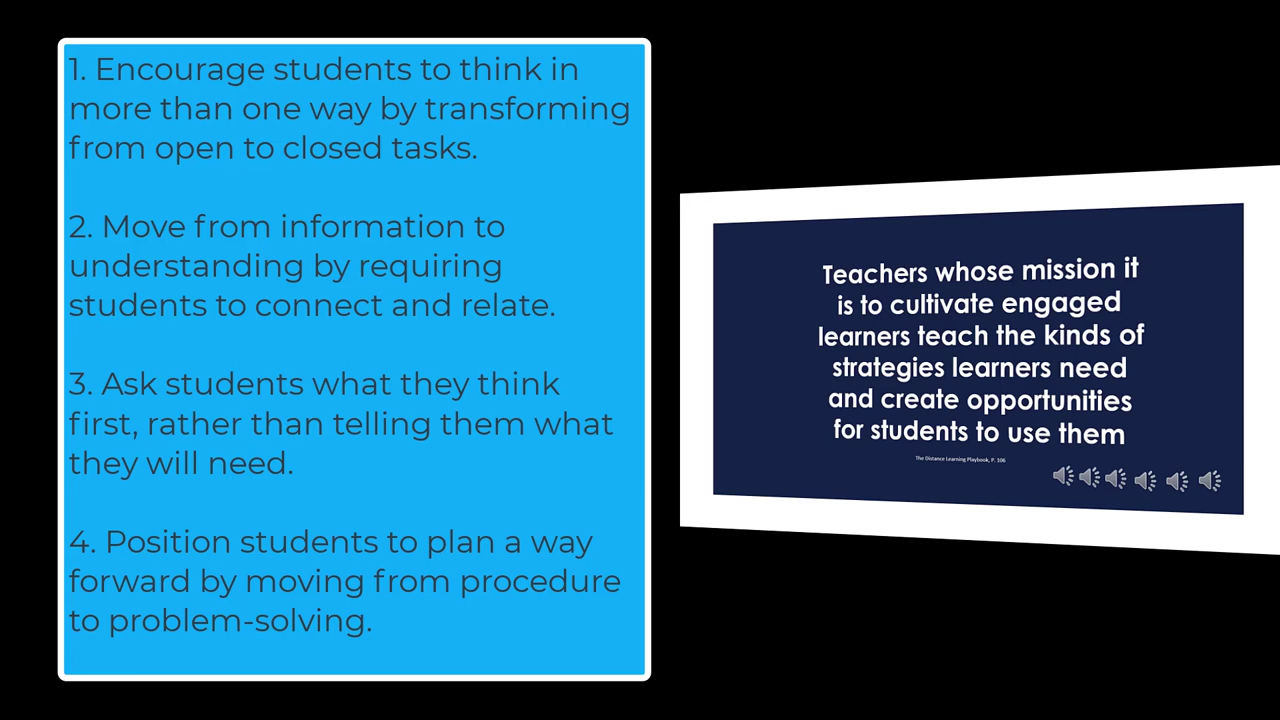 1. Encourage students to think in
more than one way by transforming
from open to closed tasks.
2. Move from information to
understanding by requiring
students to connect and relate.
3. Ask students what they think
first, rather than telling them what
they will need.
4. Position students to plan a way
forward by moving from procedure
to problem-solving.
Teachers whose mission it
is to cultivate engaged
learners teach the kinds of
strategies learners need
and create opportunities
for students to use them
The Distance Learning Playbook, P. 106